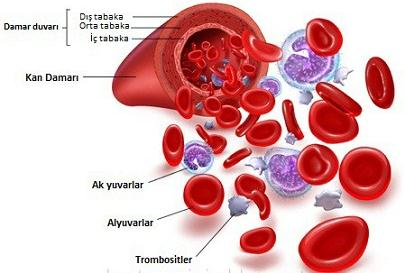 Damar duvarı
Dış tabaka
Orta tabaka
İç tabaka
Kan Damarı
Ak yuvarlar
Alyuvarlar
Trombositler